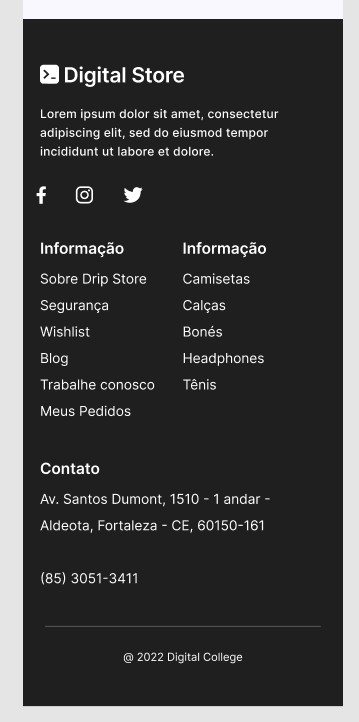 Digital Store
Lorem ipsum dolor sit amet, consectetur
adipiscing elit, sed do eiusmod tempor
incididunt ut labore et dolore.
Informação
Sobre Drip Store
Segurança
Wishlist
Blog
Trabalhe conosco
Meus Pedidos
Informação
Camisetas
Calças
Bonés
Headphones
Tênis
Contato
Av. Santos Dumont, 1510 - 1 andar -
Aldeota, Fortaleza - CE, 60150-161
(85) 3051-3411
@ 2022 Digital College